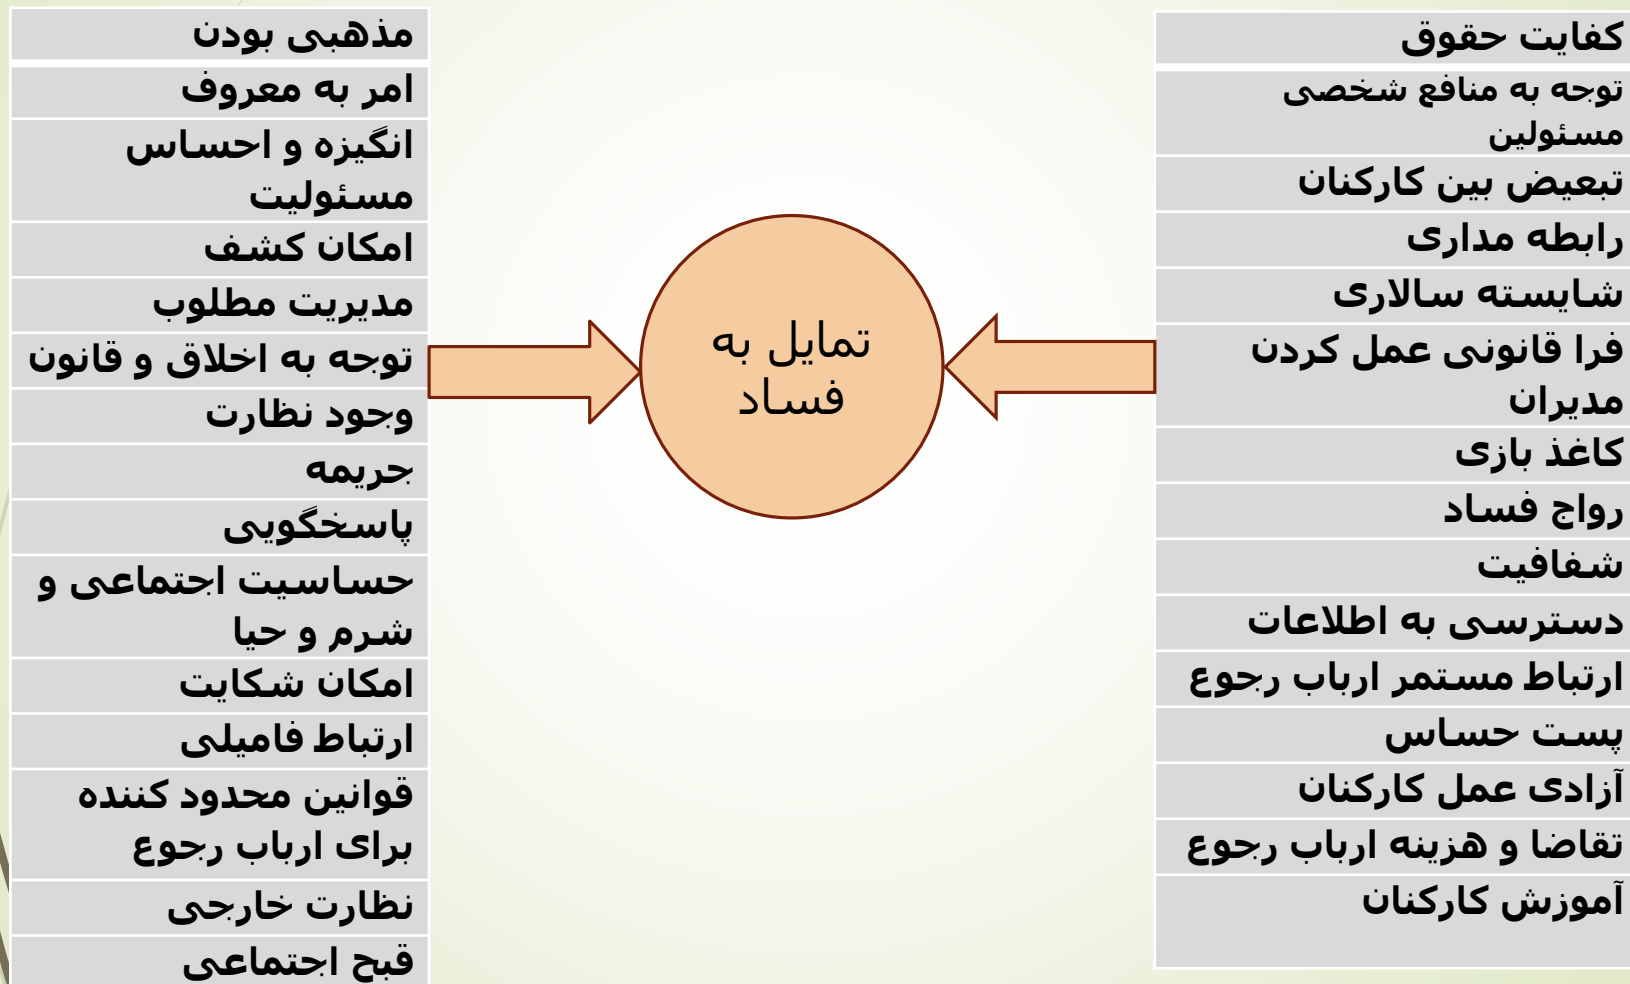 کفایت حقوق
توجه به منافع شخصی
مسئولین
تبعیض بین کارکنان
رابطه مداری
شایسته سالاری
فرا قانونی عمل کردن
مدیران
کاغذ بازی
رواج فساد
شفافیت
دسترسی به اطلاعات
ارتباط مستمر ارباب رجوع
پست حساس
آزادی عمل کارکنان
تقاضا و هزینه ارباب رجوع
آموزش کارکنان
تمایل به
فساد
مذهبی بودن
امر به معروف
انگیزه و احساس
مسئولیت
امکان کشف
مدیریت مطلوب
توجه به اخلاق و قانون
وجود نظارت
جریمه
پاسخگویی
حساسیت اجتماعی و
شرم و حیا
امکان شکایت
ارتباط فامیلی
قوانین محدود کننده
برای ارباب رجوع
نظارت خارجی
قبح اجتماعی